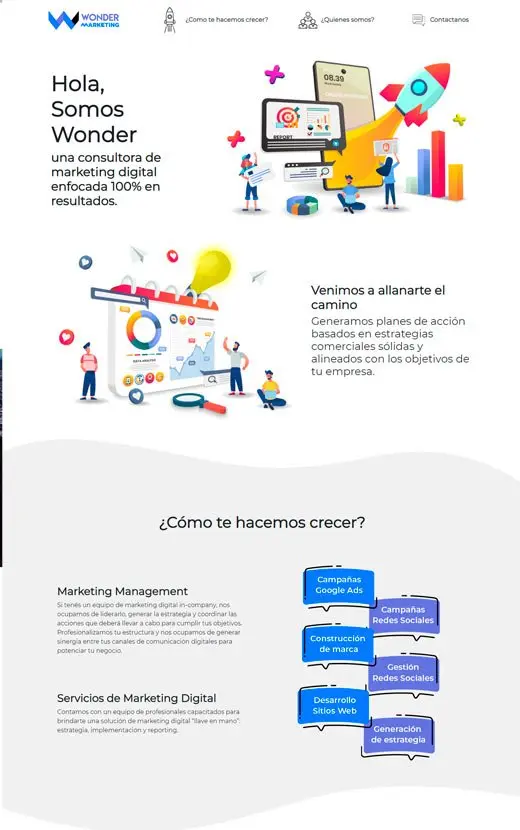 WONDER
MARKETING
¿Como te hacemos crecer?
¿Quienes somos?
Contactanos
Hola,
Somos
Wonder
una consultora de
marketing digital
enfocada 100% en
resultados.
08.39
REPORT
Venimos a allanarte el
camino
Generamos planes de acción
basados en estrategias
comerciales sólidas y
alineados con los objetivos de
tu empresa.
DATA ANALYSIS
¿Cómo te hacemos crecer?
Marketing Management
Si tenés un equipo de marketing digital in-company, nos
ocupamos de liderarlo, generar la estrategia y coordinar las
acciones que deberá llevar a cabo para cumplir tus objetivos.
Profesionalizamos tu estructura y nos ocupamos de generar
sinergia entre tus canales de comunicación digitales para
potenciar tu negocio.
Servicios de Marketing Digital
Contamos con un equipo de profesionales capacitados para
brindarte una solución de marketing digital "llave en mano":
estrategia, implementación y reporting.
Campañas
Google Ads
Campañas
Redes Sociales
Construcción
de marca
Gestión
Redes Sociales
Desarrollo
Sitios Web
Generación
de estrategia